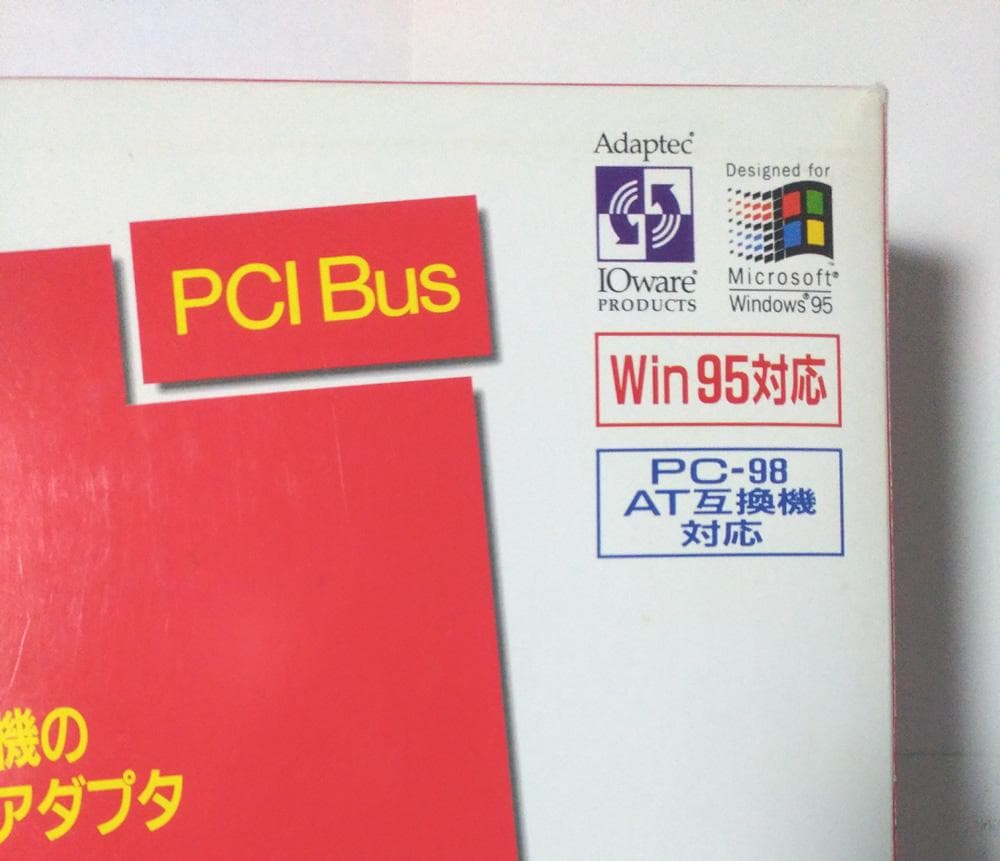 Adaptec®
IOware®
PRODUCTS
Designed for
Microsoft®
Windows®95
PCI Bus
Win 95対応
PC-98
AT互換機
対応
機の
アダプタ